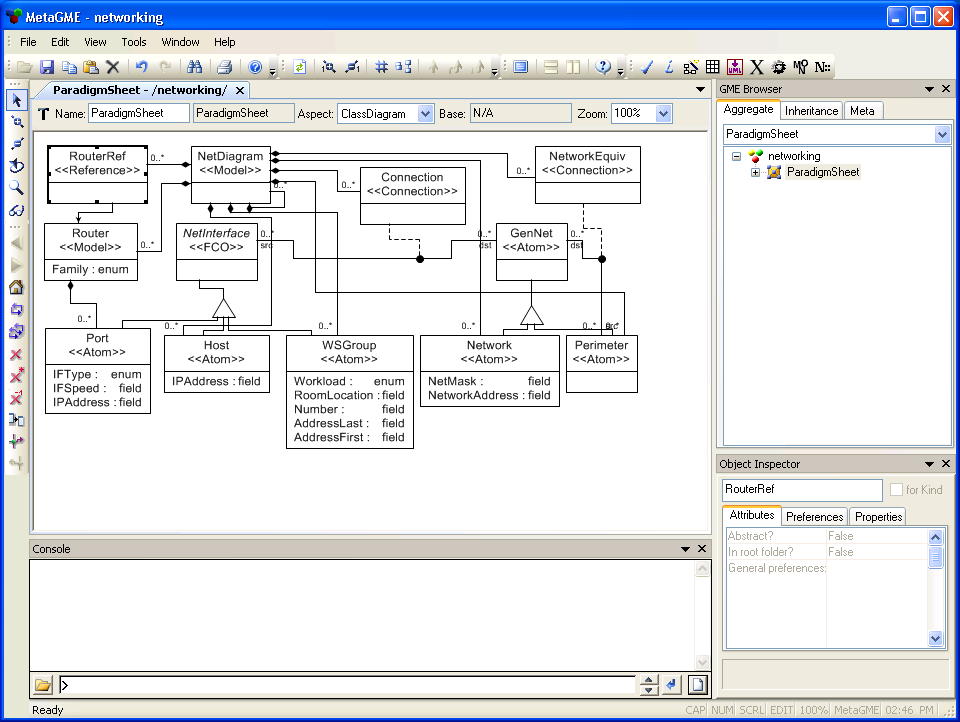 MetaGME - networking
File Edit View Tools Window Help
ParadigmSheet - /networking/
Name: ParadigmSheet ParadigmSheet Aspect: ClassDiagram Base: N/A Zoom: 100%
RouterRef
<<Reference>>
0..*
NetDiagram
<<Model>>
0..*
0..*
Connection
<<Connection>>
0..*
NetworkEquiv
<<Connection>>
Router
<<Model>>
Family : enum
0..*
NetInterface
<<FCO>>
0..*
src
0..*
dst
GenNet
<<Atom>>
0..*
dst
0..*
Port
<<Atom>>
IFType : enum
IFSpeed : field
IPAddress : field
0..*
Host
<<Atom>>
IPAddress : field
0..*
WSGroup
<<Atom>>
Workload : enum
RoomLocation : field
Number : field
AddressLast : field
AddressFirst : field
0..*
Network
<<Atom>>
NetMask : field
NetworkAddress : field
0..*
Perimeter
<<Atom>>
Console
>
Ready
GME Browser
Aggregate Inheritance Meta
ParadigmSheet
networking
ParadigmSheet
Object Inspector
RouterRef for Kind
Attributes Preferences Properties
Abstract? False
In root folder? False
General preferences:
CAP NUM SCRL EDIT 100% MetaGME 02:46 PM